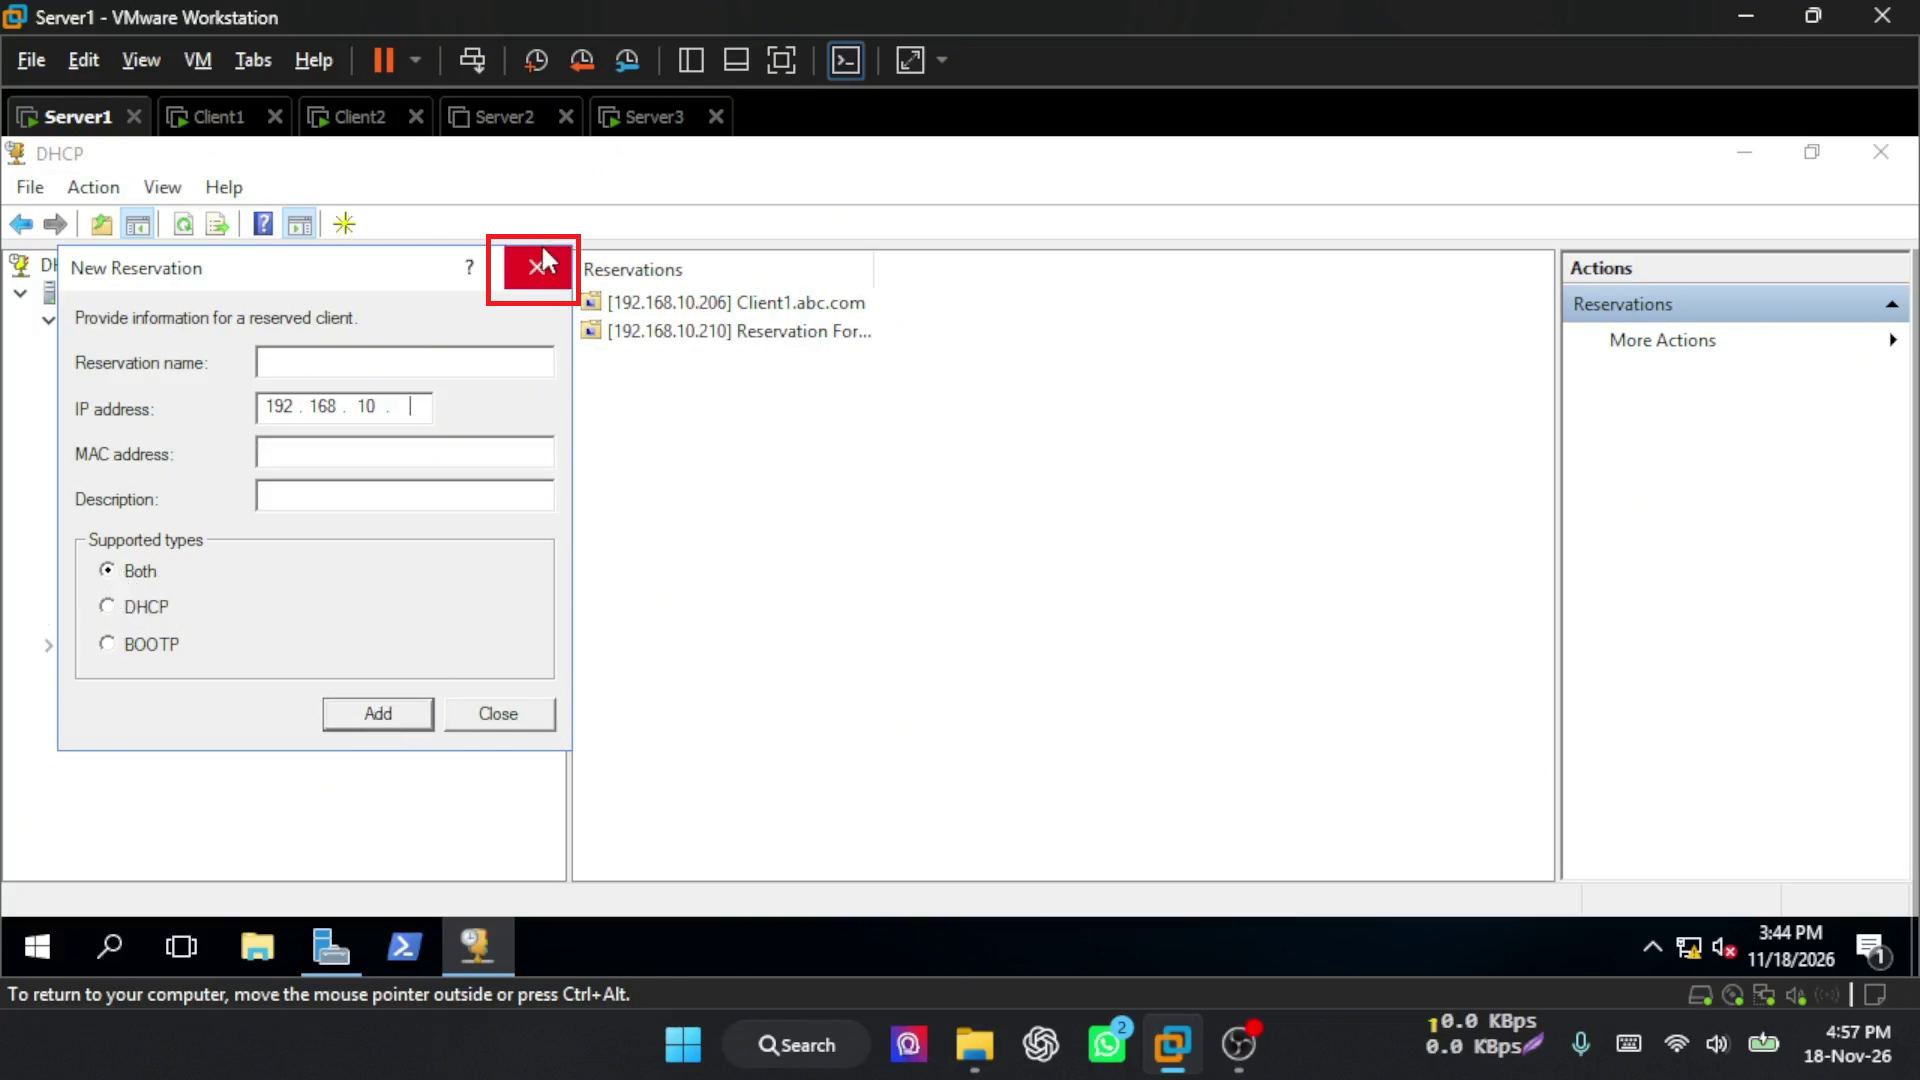 Server1 - VMware Workstation
File Edit View VM Tabs Help
Server1 Client1 Client2 Server2 Server3
DHCP
File Action View Help
New Reservation ?
Provide information for a reserved client.
Reservation name:
IP address: 192 . 168 . 10 .
MAC address:
Description:
Supported types
Both
DHCP
BOOTP
Add Close
DH
Reservations
[192.168.10.206] Client1.abc.com
[192.168.10.210] Reservation For...
Actions
Reservations
More Actions
3:44 PM
11/18/2026
1
To return to your computer, move the mouse pointer outside or press Ctrl+Alt.
Search
2
0.0 KBps
0.0 KBps
4:57 PM
18-Nov-26